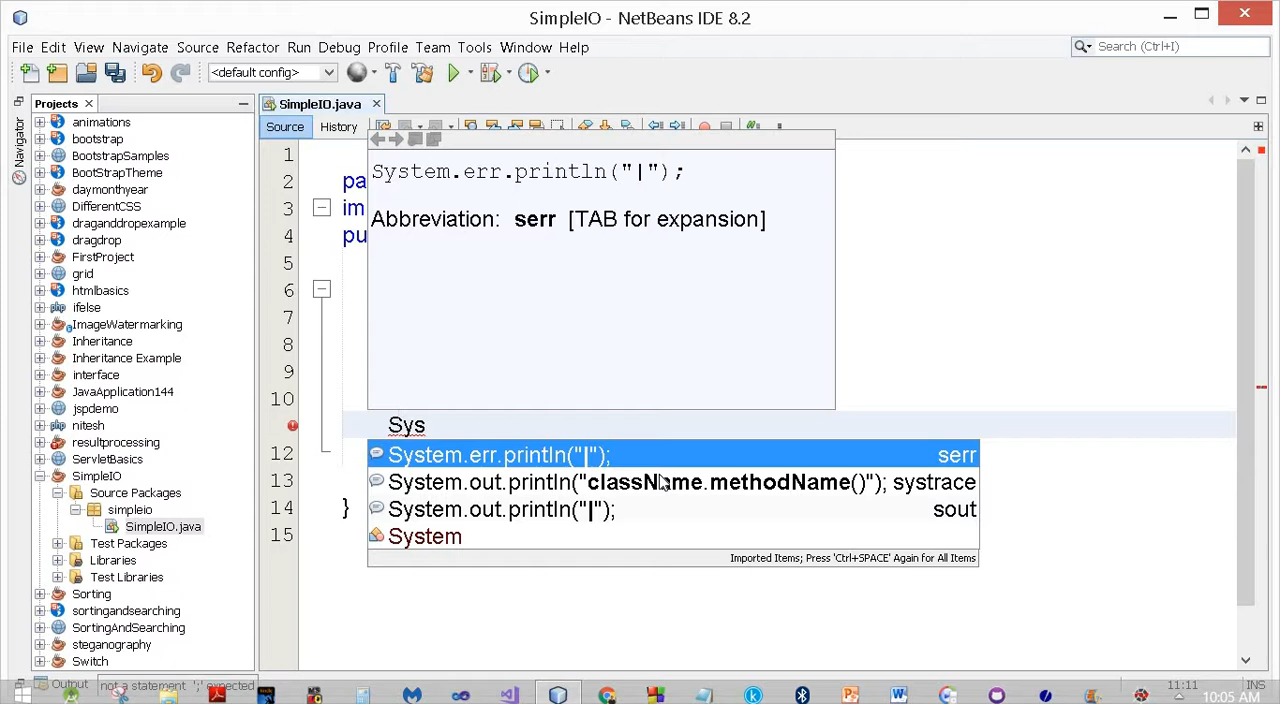 SimpleIO - NetBeans IDE 8.2
File Edit View Navigate Source Refactor Run Debug Profile Team Tools Window Help
Search (Ctrl+I)
<default config>
Projects
SimpleIO.java
Source History
Navigator
animations
bootstrap
BootstrapSamples
BootStrapTheme
daymonthyear
DifferentCSS
draganddropexample
dragdrop
FirstProject
grid
htmlbasics
ifelse
ImageWatermarking
Inheritance
Inheritance Example
interface
JavaApplication144
jspdemo
nitesh
resultprocessing
ServletBasics
SimpleIO
Source Packages
simpleio
SimpleIO.java
Test Packages
Libraries
Test Libraries
Sorting
sortingandsearching
SortingAndSearching
steganography
Switch
1
2 pa
3 im
4 pu
5
6
7
8
9
10
Sys
12
13
14 }
15
System.err.println("|");
Abbreviation: serr [TAB for expansion]
System.err.println("|"); serr
System.out.println("className.methodName()"); systrace
System.out.println("|"); sout
System
Imported Items; Press 'Ctrl+SPACE' Again for All Items
Output
not a statement ';' expected
11:11
INS
10:05 AM